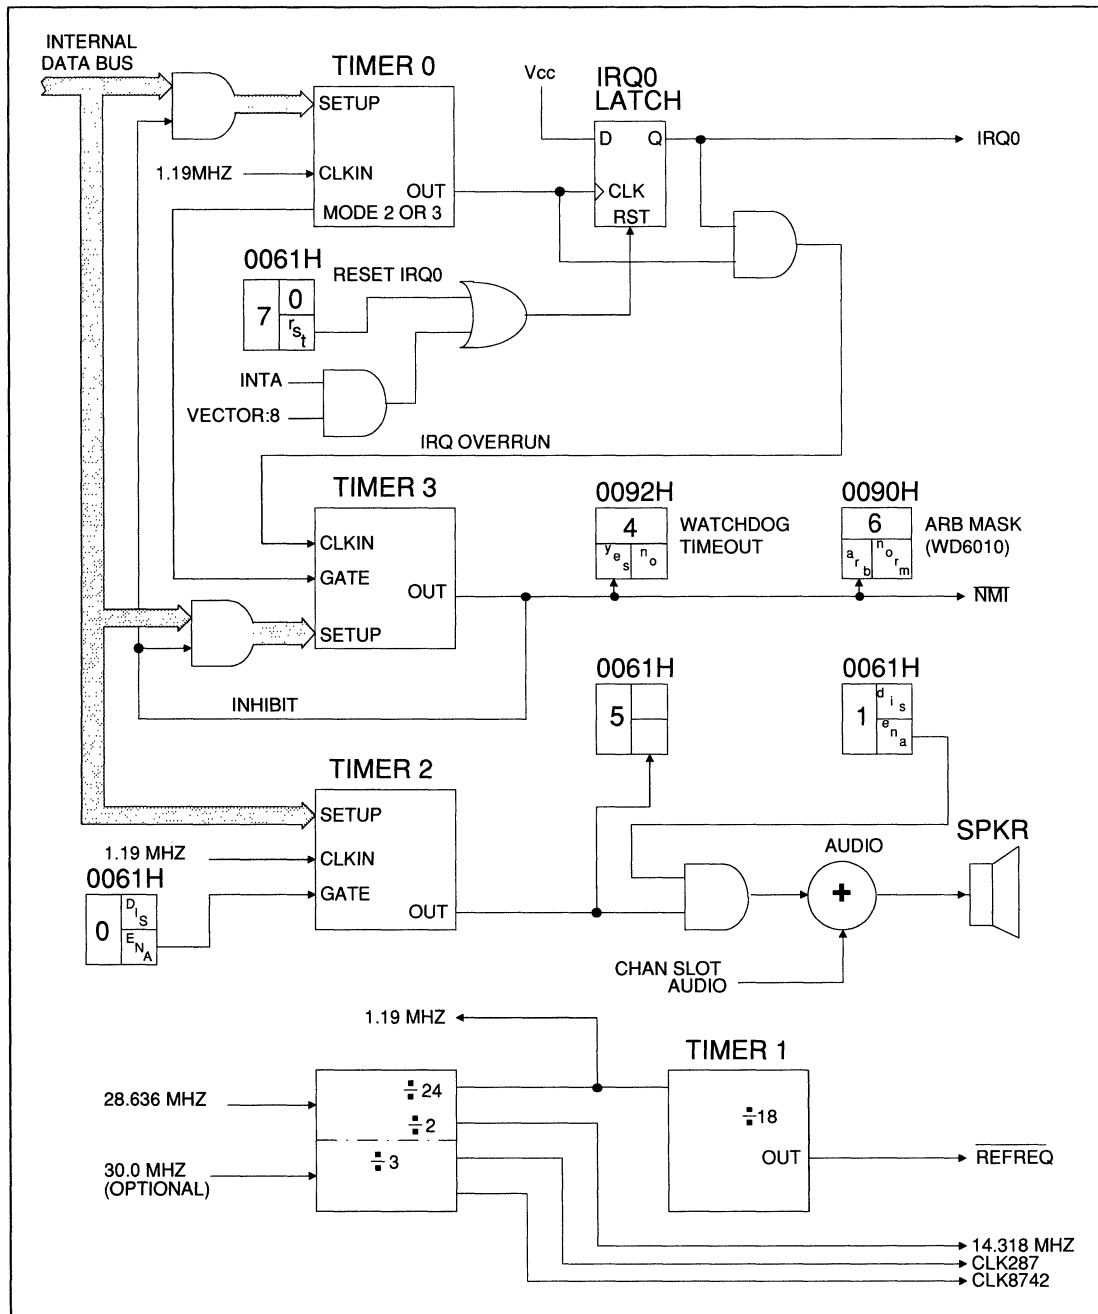 INTERNAL
DATA BUS
TIMER 0
SETUP
1.19MHZ
CLKIN
OUT
MODE 2 OR 3
Vcc
IRQ0
LATCH
D Q
CLK
RST
IRQ0
0061H
7
0
rst
RESET IRQ0
INTA
VECTOR:8
IRQ OVERRUN
TIMER 3
CLKIN
GATE
OUT
SETUP
0092H
4
yes no
WATCHDOG
TIMEOUT
0090H
6
arb norm
ARB MASK
(WD6010)
NMI
INHIBIT
0061H
5
0061H
1
dis
ena
TIMER 2
SETUP
1.19 MHZ
CLKIN
0061H
0
DIS
ENA
GATE
OUT
AUDIO
+
SPKR
CHAN SLOT
AUDIO
1.19 MHZ
TIMER 1
28.636 MHZ
÷24
÷2
÷18
÷3
30.0 MHZ
(OPTIONAL)
OUT
REFREQ
14.318 MHZ
CLK287
CLK8742